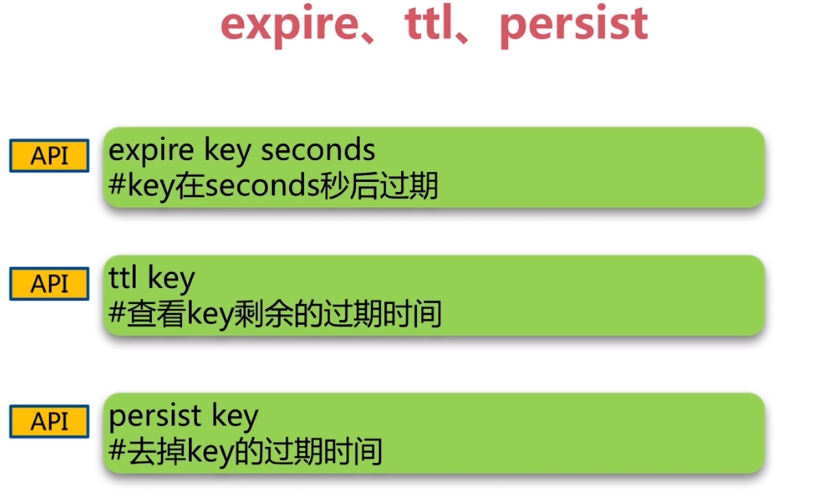 expire、ttl、persist
API
expire key seconds
#key在seconds秒后过期
API
ttl key
#查看key剩余的过期时间
API
persist key
#去掉key的过期时间